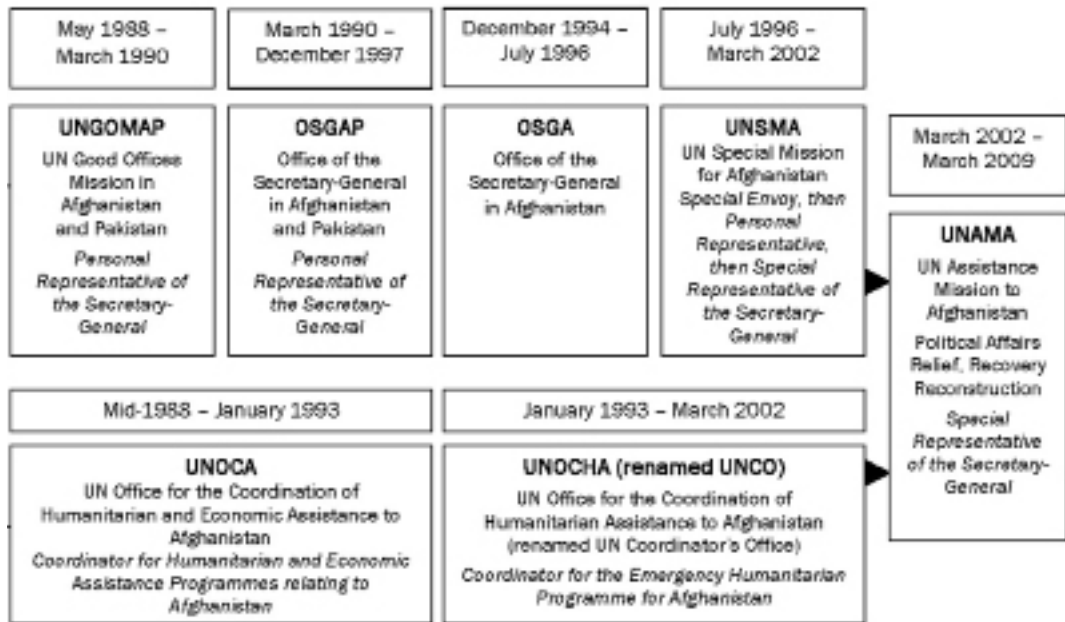 May 1988 –
March 1990
March 1990 –
December 1997
December 1994 –
July 1996
July 1996 –
March 2002
UNGOMAP
UN Good Offices
Mission in
Afghanistan
and Pakistan
Personal
Representative of
the Secretary-
General
OSGAP
Office of the
Secretary-General
in Afghanistan
and Pakistan
Personal
Representative of
the Secretary-
General
OSGA
Office of the
Secretary-General
in Afghanistan
UNSMA
UN Special Mission
for Afghanistan
Special Envoy, then
Personal
Representative,
then Special
Representative of
the Secretary-
General
March 2002 –
March 2009
UNAMA
UN Assistance
Mission to
Afghanistan
Political Affairs
Relief, Recovery
Reconstruction
Special
Representative
of the Secretary-
General
Mid-1988 – January 1993
January 1993 – March 2002
UNOCA
UN Office for the Coordination of
Humanitarian and Economic Assistance to
Afghanistan
Coordinator for Humanitarian and Economic
Assistance Programmes relating to
Afghanistan
UNOCHA (renamed UNCO)
UN Office for the Coordination of
Humanitarian Assistance to Afghanistan
(renamed UN Coordinator's Office)
Coordinator for the Emergency Humanitarian
Programme for Afghanistan